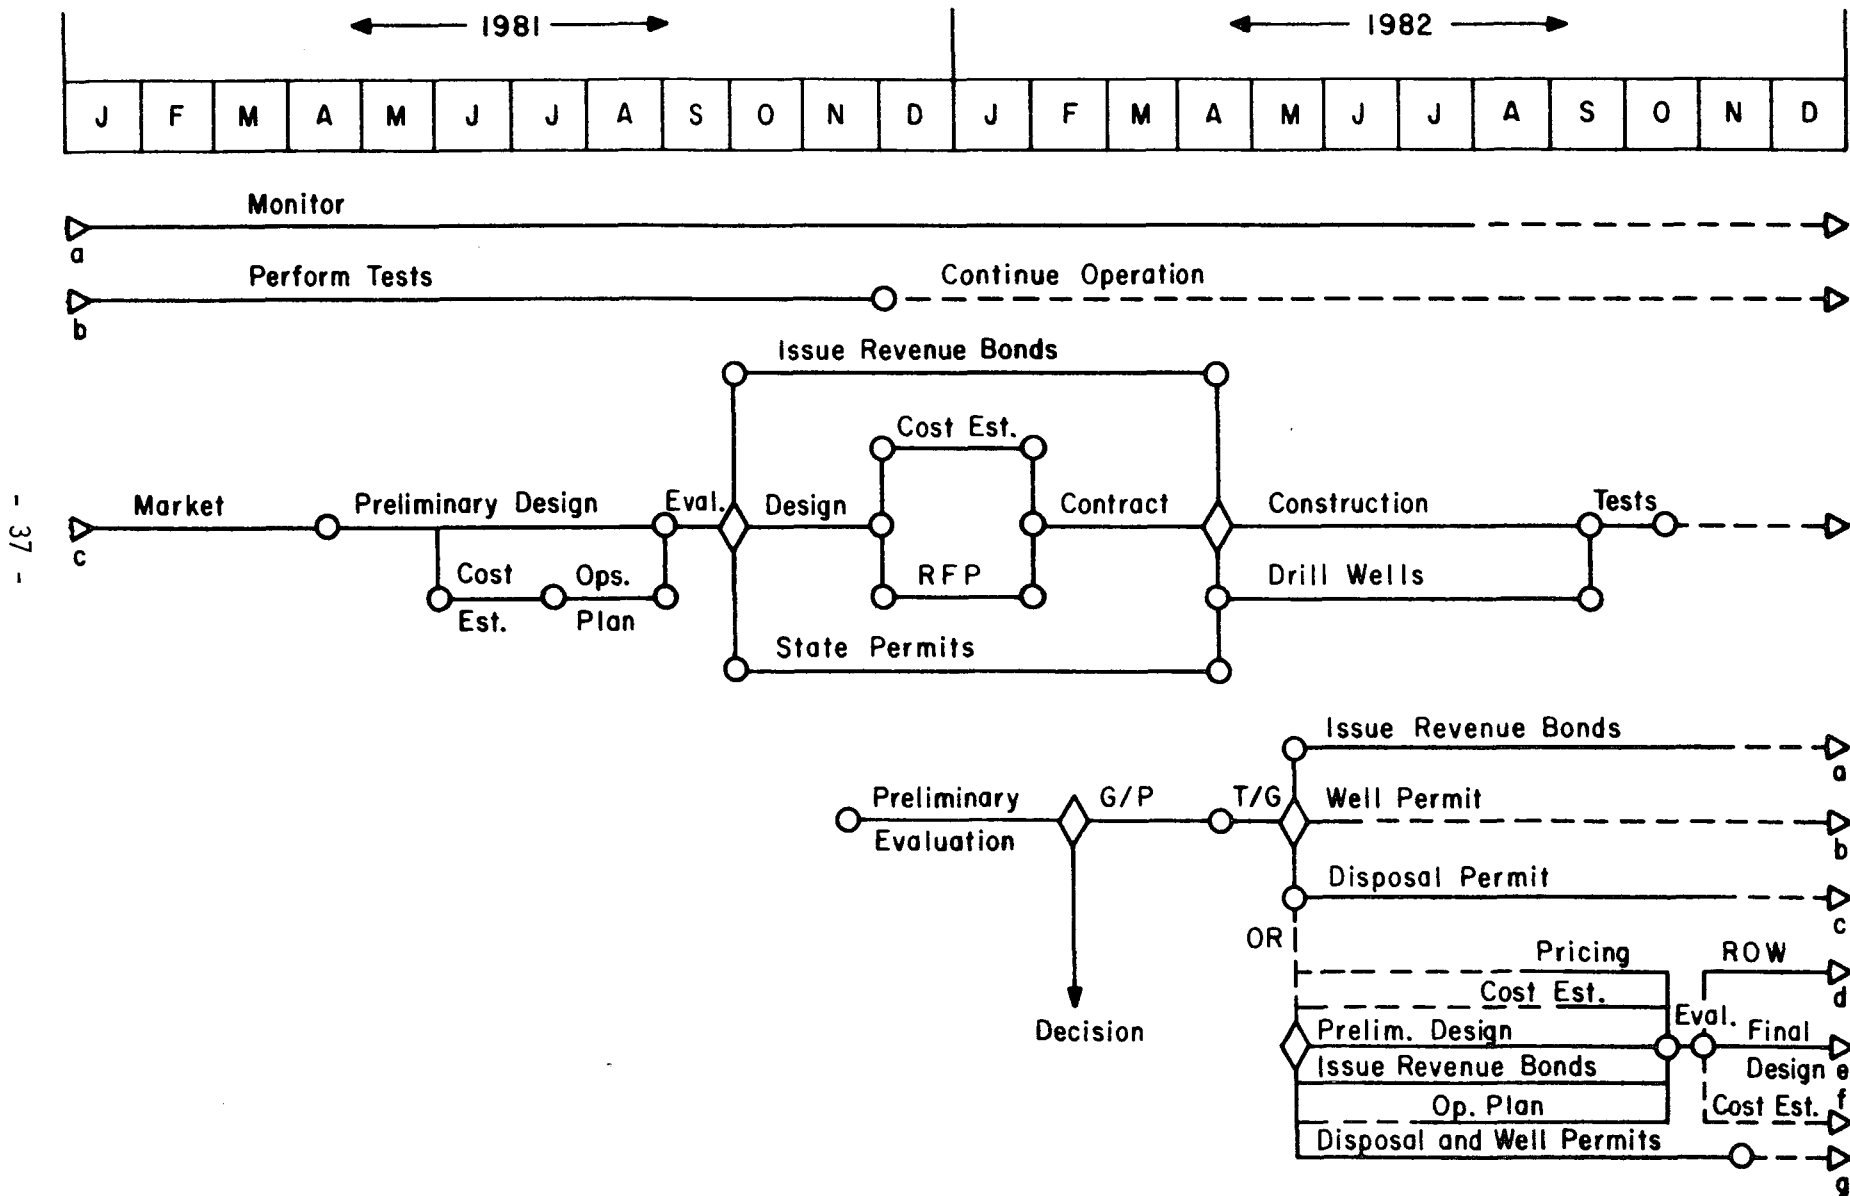 1981 1982
J F M A M J J A S O N D J F M A M J J A S O N D
Monitor
a
Perform Tests Continue Operation
b
Issue Revenue Bonds
Cost Est.
Market Preliminary Design Eval. Design Contract Construction Tests
c
Cost Ops. RFP Drill Wells
Est. Plan
State Permits
- 37 -
Issue Revenue Bonds
a
Preliminary G/P T/G Well Permit
Evaluation
b
Disposal Permit
c
OR
Pricing ROW
d
Cost Est.
Eval.
Decision Prelim. Design Final
Issue Revenue Bonds Design e
f
Op. Plan Cost Est.
Disposal and Well Permits
g